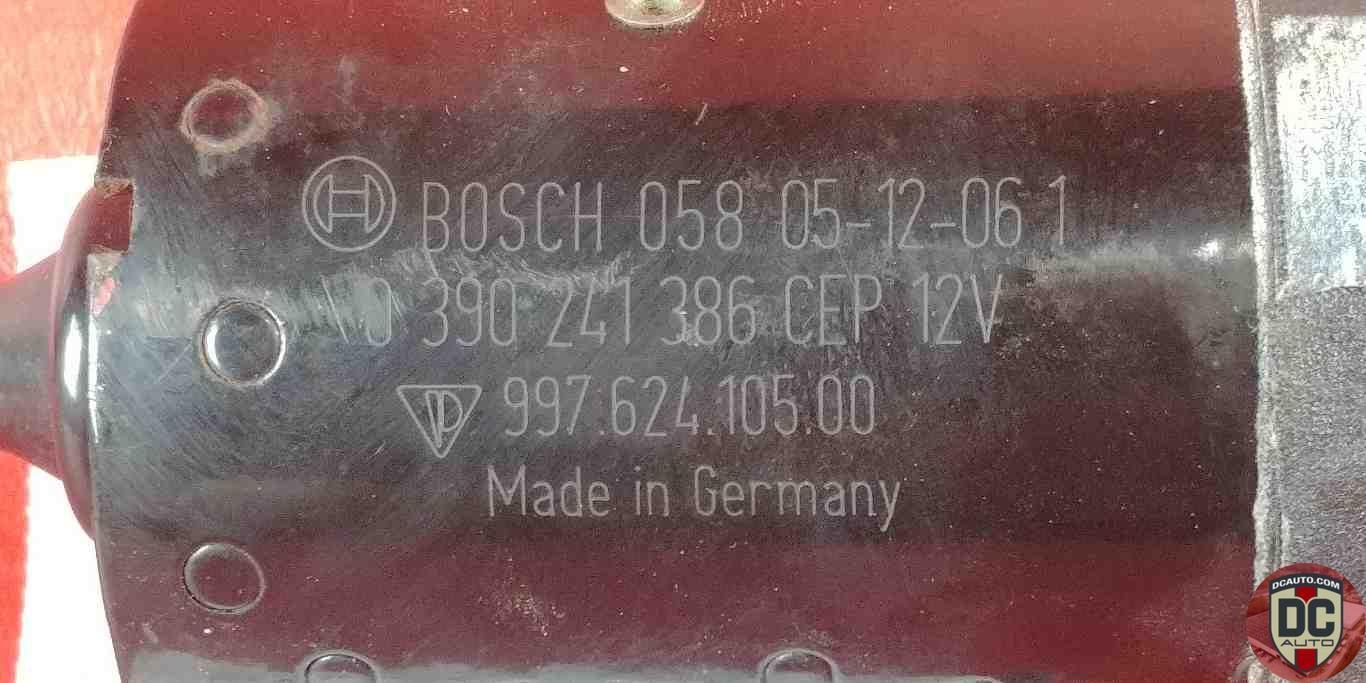 BOSCH 058 05-12-06 1
0 390 241 386 CEP 12V
997.624.105.00
Made in Germany
DCAUTO.COM
DC
AUTO